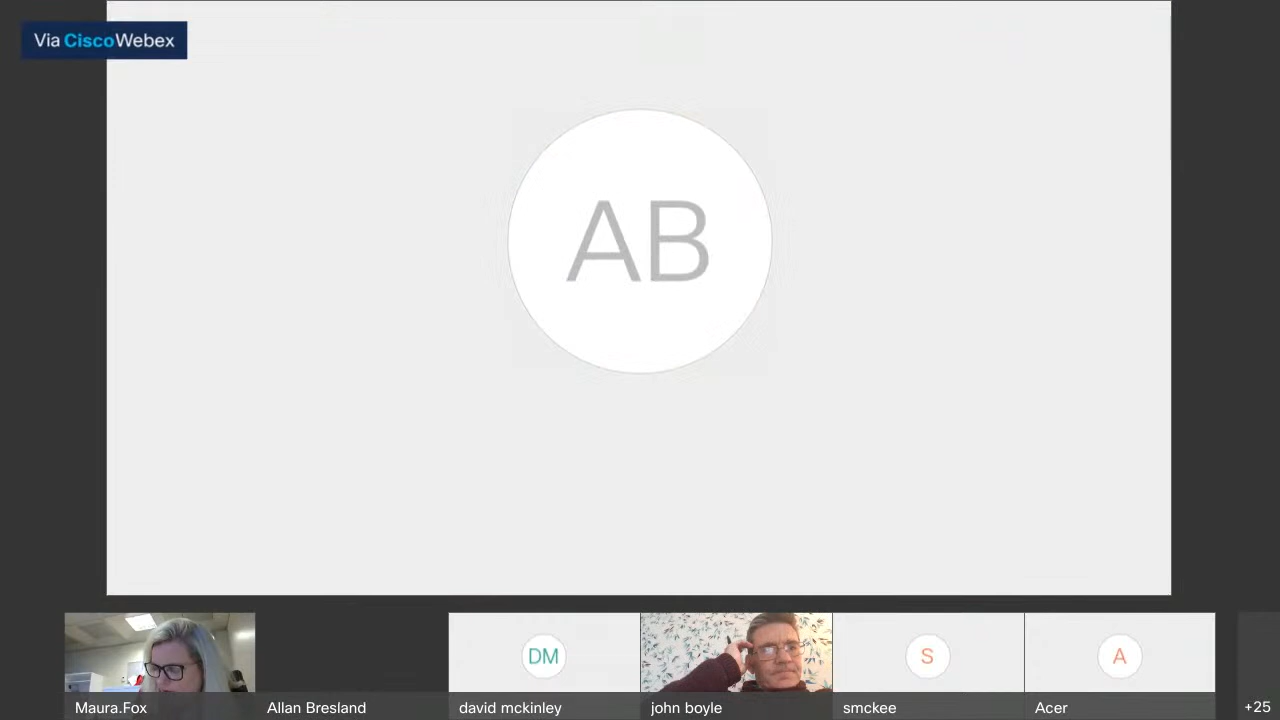 Via CiscoWebex
AB
DM
S
A
Maura.Fox
Allan Bresland
david mckinley
john boyle
smckee
Acer
+25